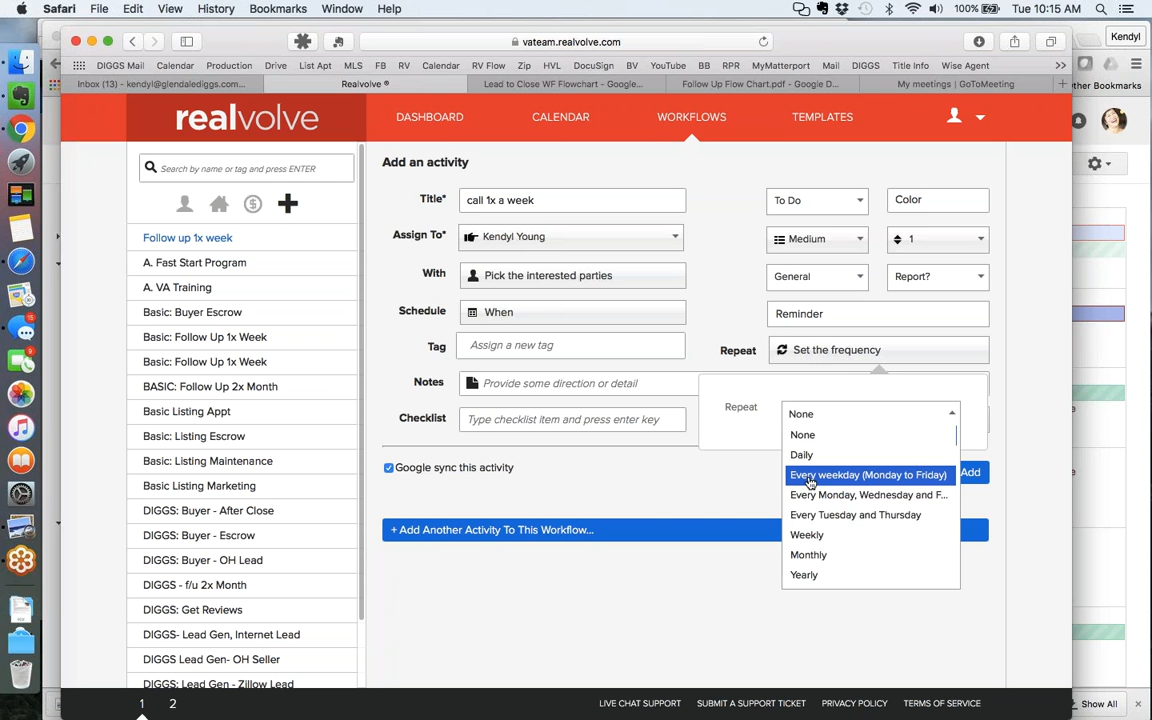 Safari File Edit View History Bookmarks Window Help
100% Tue 10:15 AM
vateam.realvolve.com
Kendyl
DIGGS Mail Calendar Production Drive List Apt MLS FB RV Calendar RV Flow Zip HVL DocuSign BV YouTube BB RPR MyMatterport Mail DIGGS Title Info Wise Agent
ther Bookmarks
Inbox (13) - kendyl@glendalediggs.com...
Realvolve ®
Lead to Close WF Flowchart - Google...
Follow Up Flow Chart.pdf - Google D...
My meetings | GoToMeeting
realvolve
DASHBOARD
CALENDAR
WORKFLOWS
TEMPLATES
Search by name or tag and press ENTER
Follow up 1x week
A. Fast Start Program
A. VA Training
Basic: Buyer Escrow
Basic: Follow Up 1x Week
Basic: Follow Up 1x Week
BASIC: Follow Up 2x Month
Basic Listing Appt
Basic: Listing Escrow
Basic: Listing Maintenance
Basic Listing Marketing
DIGGS: Buyer - After Close
DIGGS: Buyer - Escrow
DIGGS: Buyer - OH Lead
DIGGS - f/u 2x Month
DIGGS: Get Reviews
DIGGS- Lead Gen, Internet Lead
DIGGS Lead Gen- OH Seller
DIGGS: Lead Gen - Zillow Lead
Add an activity
Title* call 1x a week
To Do
Color
Assign To* Kendyl Young
Medium
1
With Pick the interested parties
General
Report?
Schedule When
Reminder
Tag Add a new tag
Repeat Set the frequency
Notes Provide some direction or detail
Checklist Type checklist item and press enter key
Repeat
None
None
Daily
Every weekday (Monday to Friday)
Every Monday, Wednesday and F...
Every Tuesday and Thursday
Weekly
Monthly
Yearly
Google sync this activity
Add
+ Add Another Activity To This Workflow...
1 2
LIVE CHAT SUPPORT SUBMIT A SUPPORT TICKET PRIVACY POLICY TERMS OF SERVICE
Show All